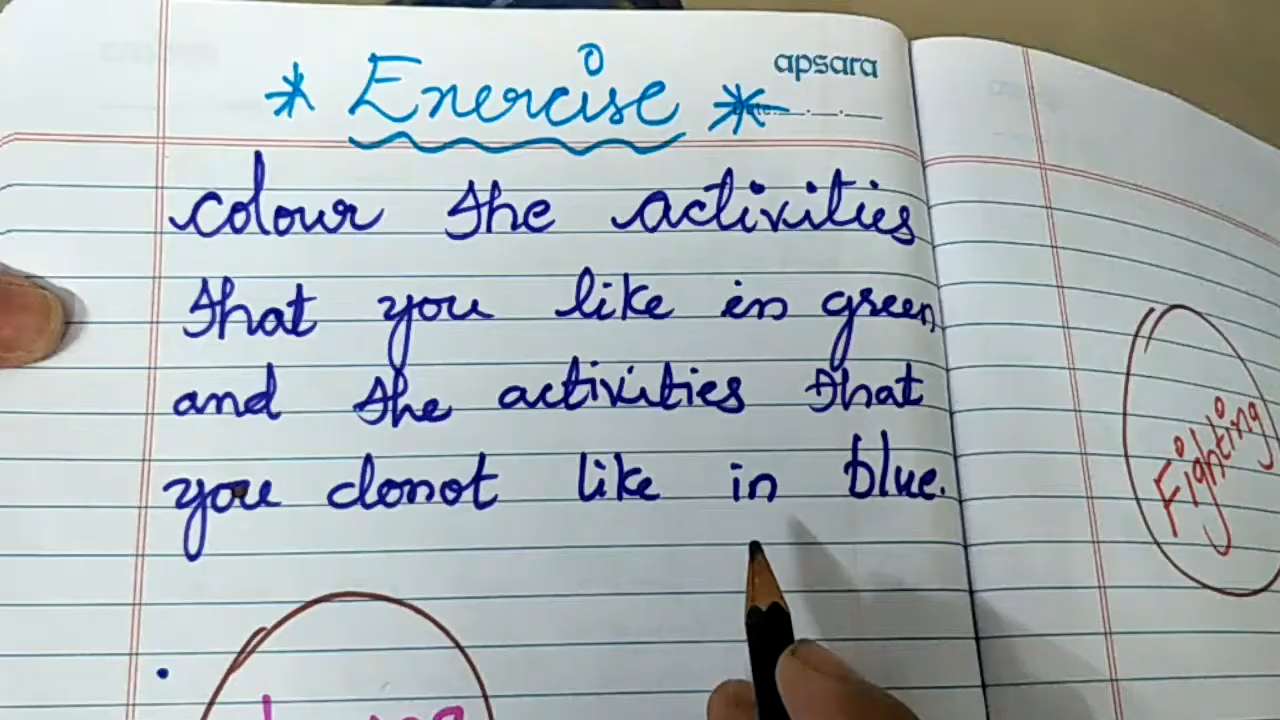 * Exercise *
apsara
Date:
colour the activities
that you like in green
and the activities that
you donot like in blue.
Fighting